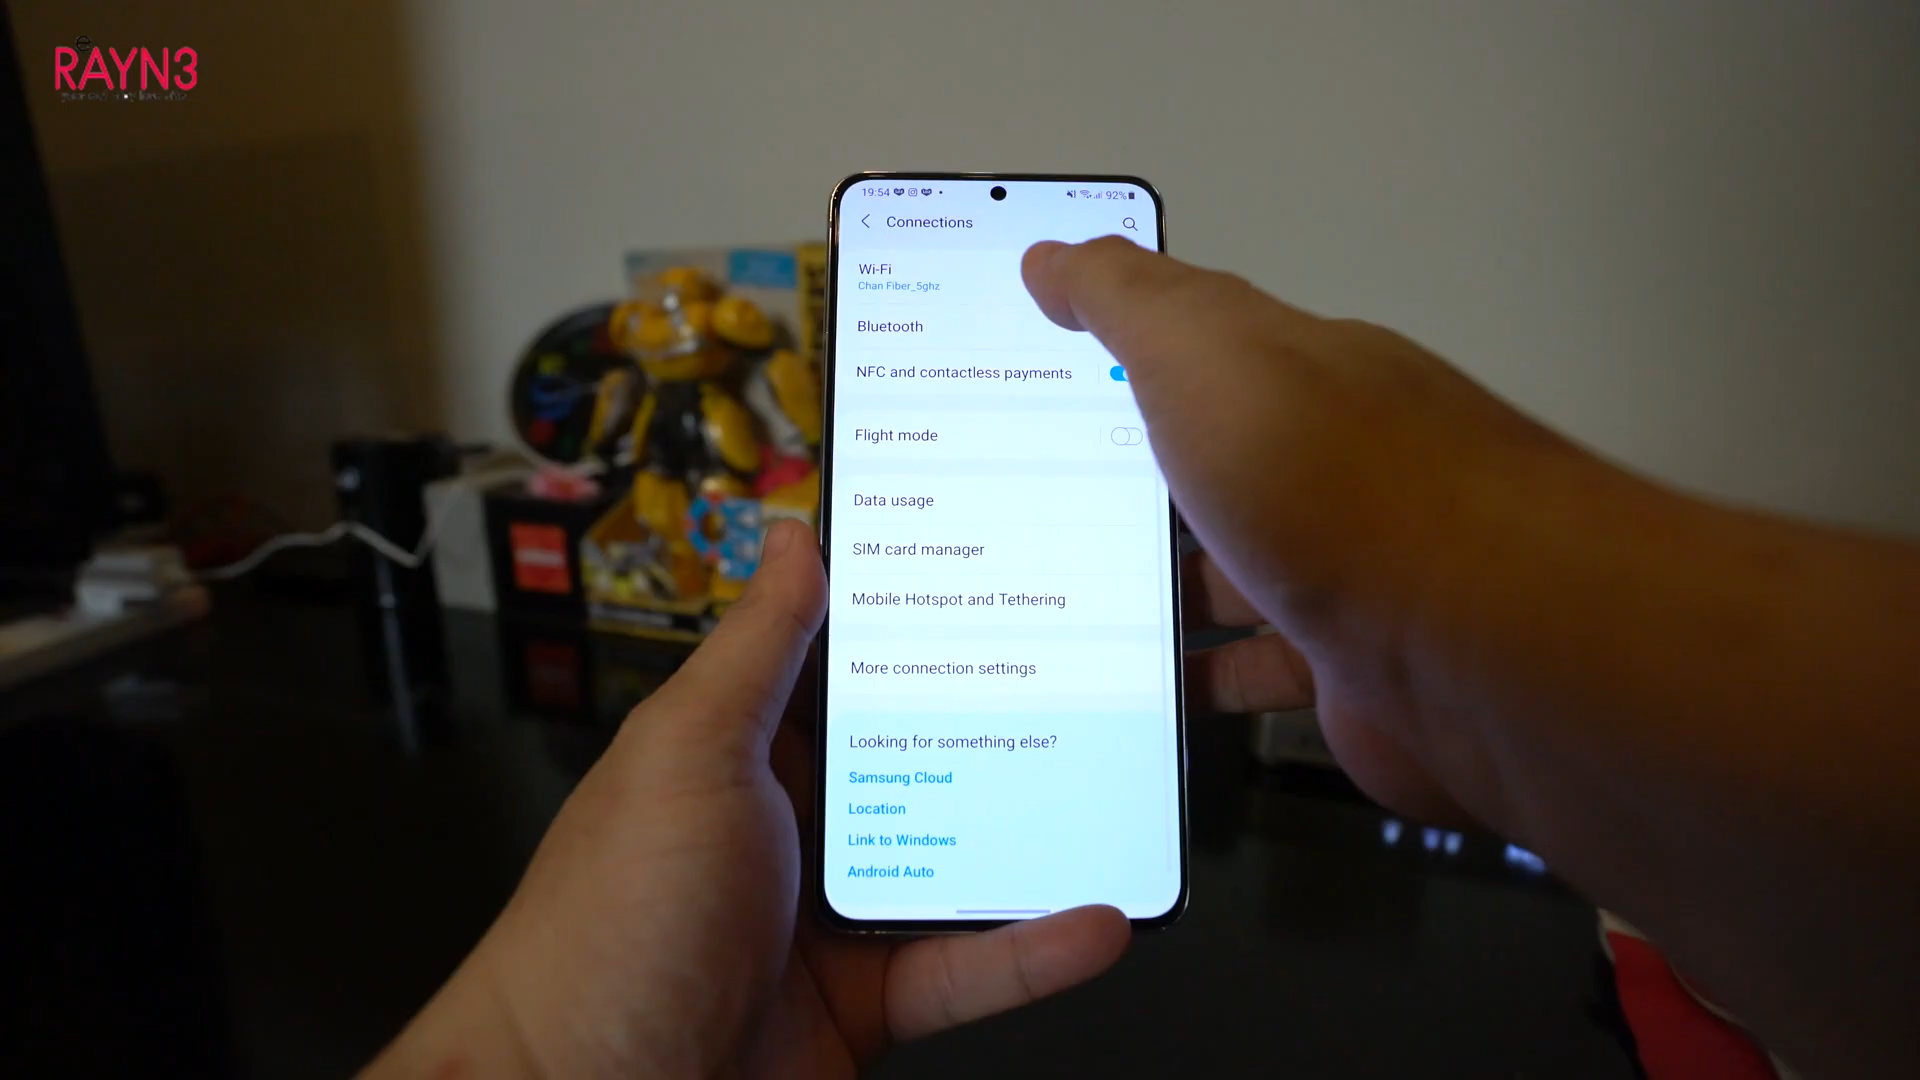 RAYN3
19:54
92%
Connections
Wi-Fi
Chan Fiber_5ghz
Bluetooth
NFC and contactless payments
Flight mode
Data usage
SIM card manager
Mobile Hotspot and Tethering
More connection settings
Looking for something else?
Samsung Cloud
Location
Link to Windows
Android Auto